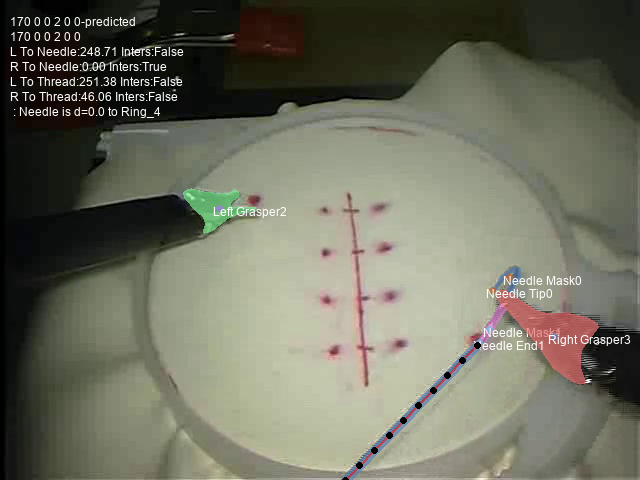 170 0 0 2 0 0-predicted
170 0 0 2 0 0
L To Needle:248.71 Inters:False
R To Needle:0.00 Inters:True
L To Thread:251.38 Inters:False
R To Thread:46.06 Inters:False
: Needle is d=0.0 to Ring_4
Left Grasper2
Needle Mask0
Needle Tip0
Needle Mask1
Right Grasper3
Needle End1